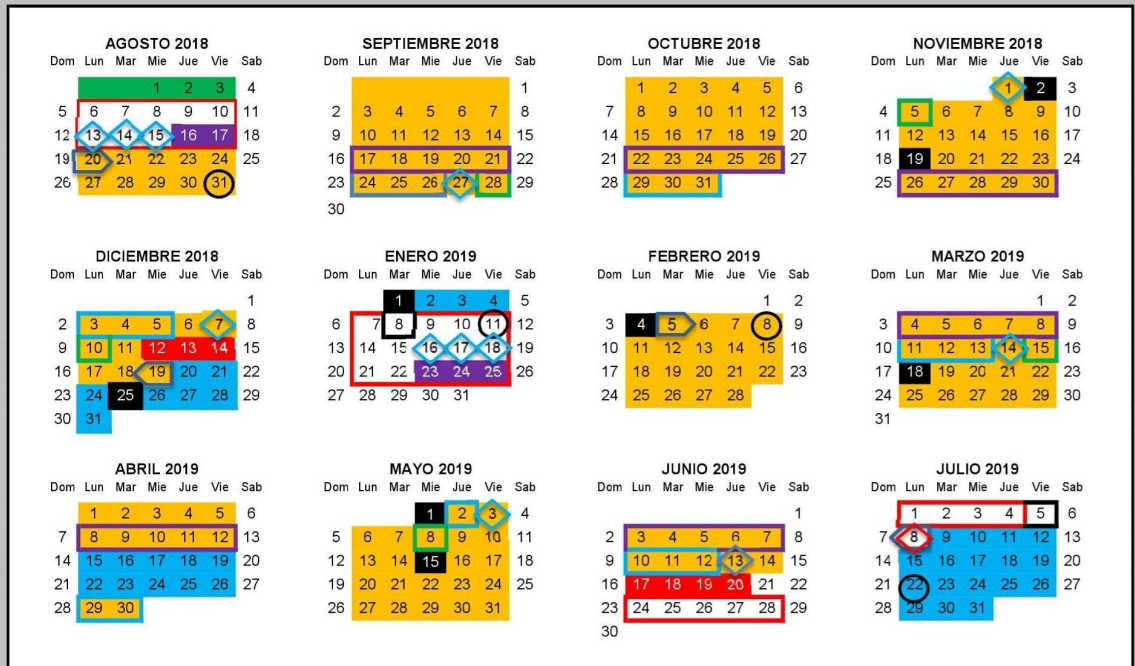 AGOSTO 2018
Dom Lun Mar Mie Jue Vie Sab
1 2 3 4
5 6 7 8 9 10 11
12 13 14 15 16 17 18
19 20 21 22 23 24 25
26 27 28 29 30 31
SEPTIEMBRE 2018
Dom Lun Mar Mie Jue Vie Sab
1
2 3 4 5 6 7 8
9 10 11 12 13 14 15
16 17 18 19 20 21 22
23 24 25 26 27 28 29
30
OCTUBRE 2018
Dom Lun Mar Mie Jue Vie Sab
1 2 3 4 5 6
7 8 9 10 11 12 13
14 15 16 17 18 19 20
21 22 23 24 25 26 27
28 29 30 31
NOVIEMBRE 2018
Dom Lun Mar Mie Jue Vie Sab
1 2 3
4 5 6 7 8 9 10
11 12 13 14 15 16 17
18 19 20 21 22 23 24
25 26 27 28 29 30
DICIEMBRE 2018
Dom Lun Mar Mie Jue Vie Sab
1
2 3 4 5 6 7 8
9 10 11 12 13 14 15
16 17 18 19 20 21 22
23 24 25 26 27 28 29
30 31
ENERO 2019
Dom Lun Mar Mie Jue Vie Sab
1 2 3 4 5
6 7 8 9 10 11 12
13 14 15 16 17 18 19
20 21 22 23 24 25 26
27 28 29 30 31
FEBRERO 2019
Dom Lun Mar Mie Jue Vie Sab
1 2
3 4 5 6 7 8 9
10 11 12 13 14 15 16
17 18 19 20 21 22 23
24 25 26 27 28
MARZO 2019
Dom Lun Mar Mie Jue Vie Sab
1 2
3 4 5 6 7 8 9
10 11 12 13 14 15 16
17 18 19 20 21 22 23
24 25 26 27 28 29 30
31
ABRIL 2019
Dom Lun Mar Mie Jue Vie Sab
1 2 3 4 5 6
7 8 9 10 11 12 13
14 15 16 17 18 19 20
21 22 23 24 25 26 27
28 29 30
MAYO 2019
Dom Lun Mar Mie Jue Vie Sab
1 2 3 4
5 6 7 8 9 10 11
12 13 14 15 16 17 18
19 20 21 22 23 24 25
26 27 28 29 30 31
JUNIO 2019
Dom Lun Mar Mie Jue Vie Sab
1
2 3 4 5 6 7 8
9 10 11 12 13 14 15
16 17 18 19 20 21 22
23 24 25 26 27 28 29
30
JULIO 2019
Dom Lun Mar Mie Jue Vie Sab
1 2 3 4 5 6
7 8 9 10 11 12 13
14 15 16 17 18 19 20
21 22 23 24 25 26 27
28 29 30 31